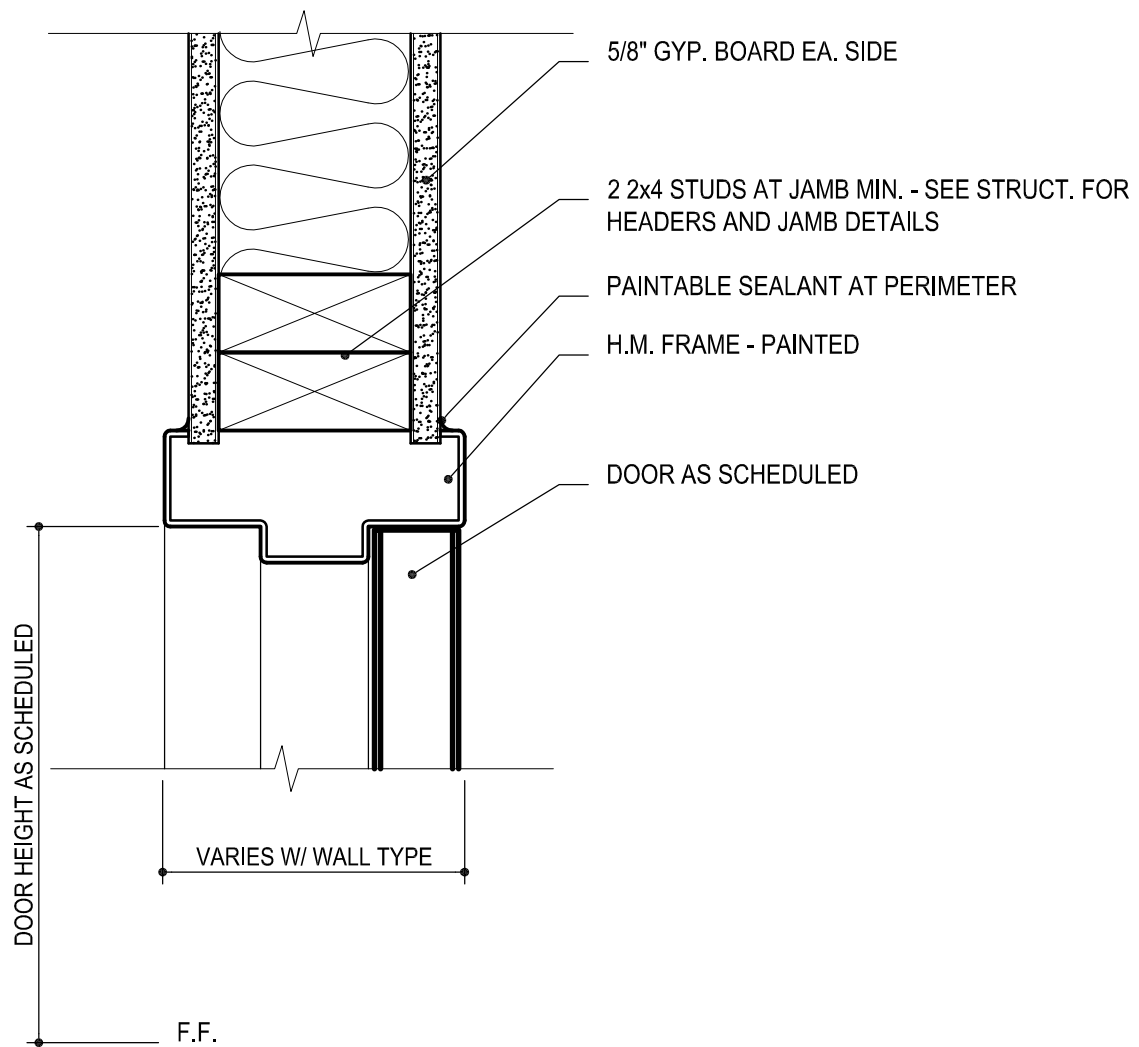 5/8" GYP. BOARD EA. SIDE
2 2x4 STUDS AT JAMB MIN. - SEE STRUCT. FOR
HEADERS AND JAMB DETAILS
PAINTABLE SEALANT AT PERIMETER
H.M. FRAME - PAINTED
DOOR AS SCHEDULED
DOOR HEIGHT AS SCHEDULED
VARIES W/ WALL TYPE
F.F.